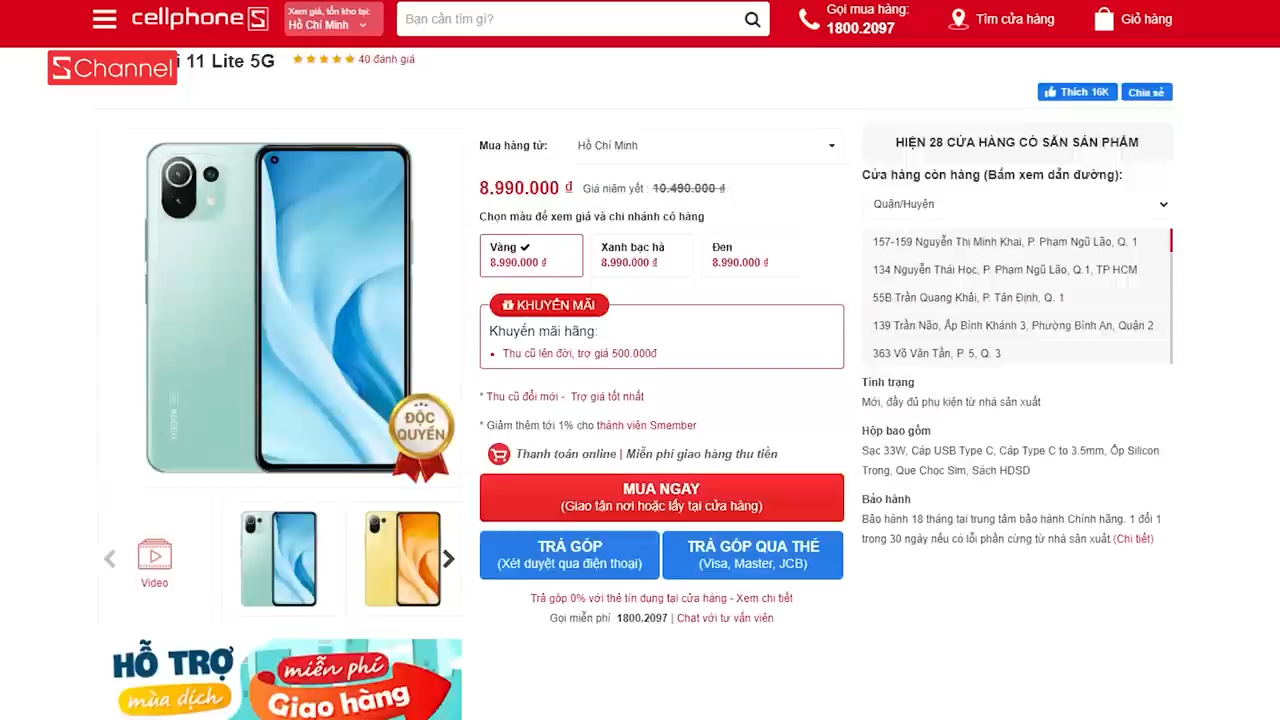 cellphoneS
Xem giá, tồn kho tại:
Hồ Chí Minh
Bạn cần tìm gì?
Gọi mua hàng:
1800.2097
Tìm cửa hàng
Giỏ hàng
SChannel
i 11 Lite 5G
40 đánh giá
Thích 16K
Chia sẻ
XIAOMI
5G
ĐỘC
QUYỀN
Video
HỖ TRỢ
mùa dịch
miễn phí
Giao hàng
Mua hàng từ:
Hồ Chí Minh
8.990.000 ₫ Giá niêm yết : 10.490.000 ₫
Chọn màu để xem giá và chi nhánh có hàng
Vàng
8.990.000 ₫
Xanh bạc hà
8.990.000 ₫
Đen
8.990.000 ₫
KHUYẾN MÃI
Khuyến mãi hãng:
Thu cũ lên đời, trợ giá 500.000đ
* Thu cũ đổi mới - Trợ giá tốt nhất
* Giảm thêm tới 1% cho thành viên Smember
Thanh toán online | Miễn phí giao hàng thu tiền
MUA NGAY
(Giao tận nơi hoặc lấy tại cửa hàng)
TRẢ GÓP
(Xét duyệt qua điện thoại)
TRẢ GÓP QUA THẺ
(Visa, Master, JCB)
Trả góp 0% với thẻ tín dụng tại cửa hàng - Xem chi tiết
Gọi miễn phí 1800.2097 | Chat với tư vấn viên
HIỆN 28 CỬA HÀNG CÓ SẴN SẢN PHẨM
Cửa hàng còn hàng (Bấm xem dẫn đường):
Quận/Huyện
157-159 Nguyễn Thị Minh Khai, P. Phạm Ngũ Lão, Q. 1
134 Nguyễn Thái Học, P. Phạm Ngũ Lão, Q.1, TP HCM
55B Trần Quang Khải, P. Tân Định, Q. 1
139 Trần Não, Ấp Bình Khánh 3, Phường Bình An, Quận 2
363 Võ Văn Tần, P. 5, Q. 3
Tình trạng
Mới, đầy đủ phụ kiện từ nhà sản xuất
Hộp bao gồm
Sạc 33W, Cáp USB Type C, Cáp Type C to 3.5mm, Ốp Silicon
Trong, Que Chọc Sim, Sách HDSD
Bảo hành
Bảo hành 18 tháng tại trung tâm bảo hành Chính hãng. 1 đổi 1
trong 30 ngày nếu có lỗi phần cứng từ nhà sản xuất (Chi tiết)